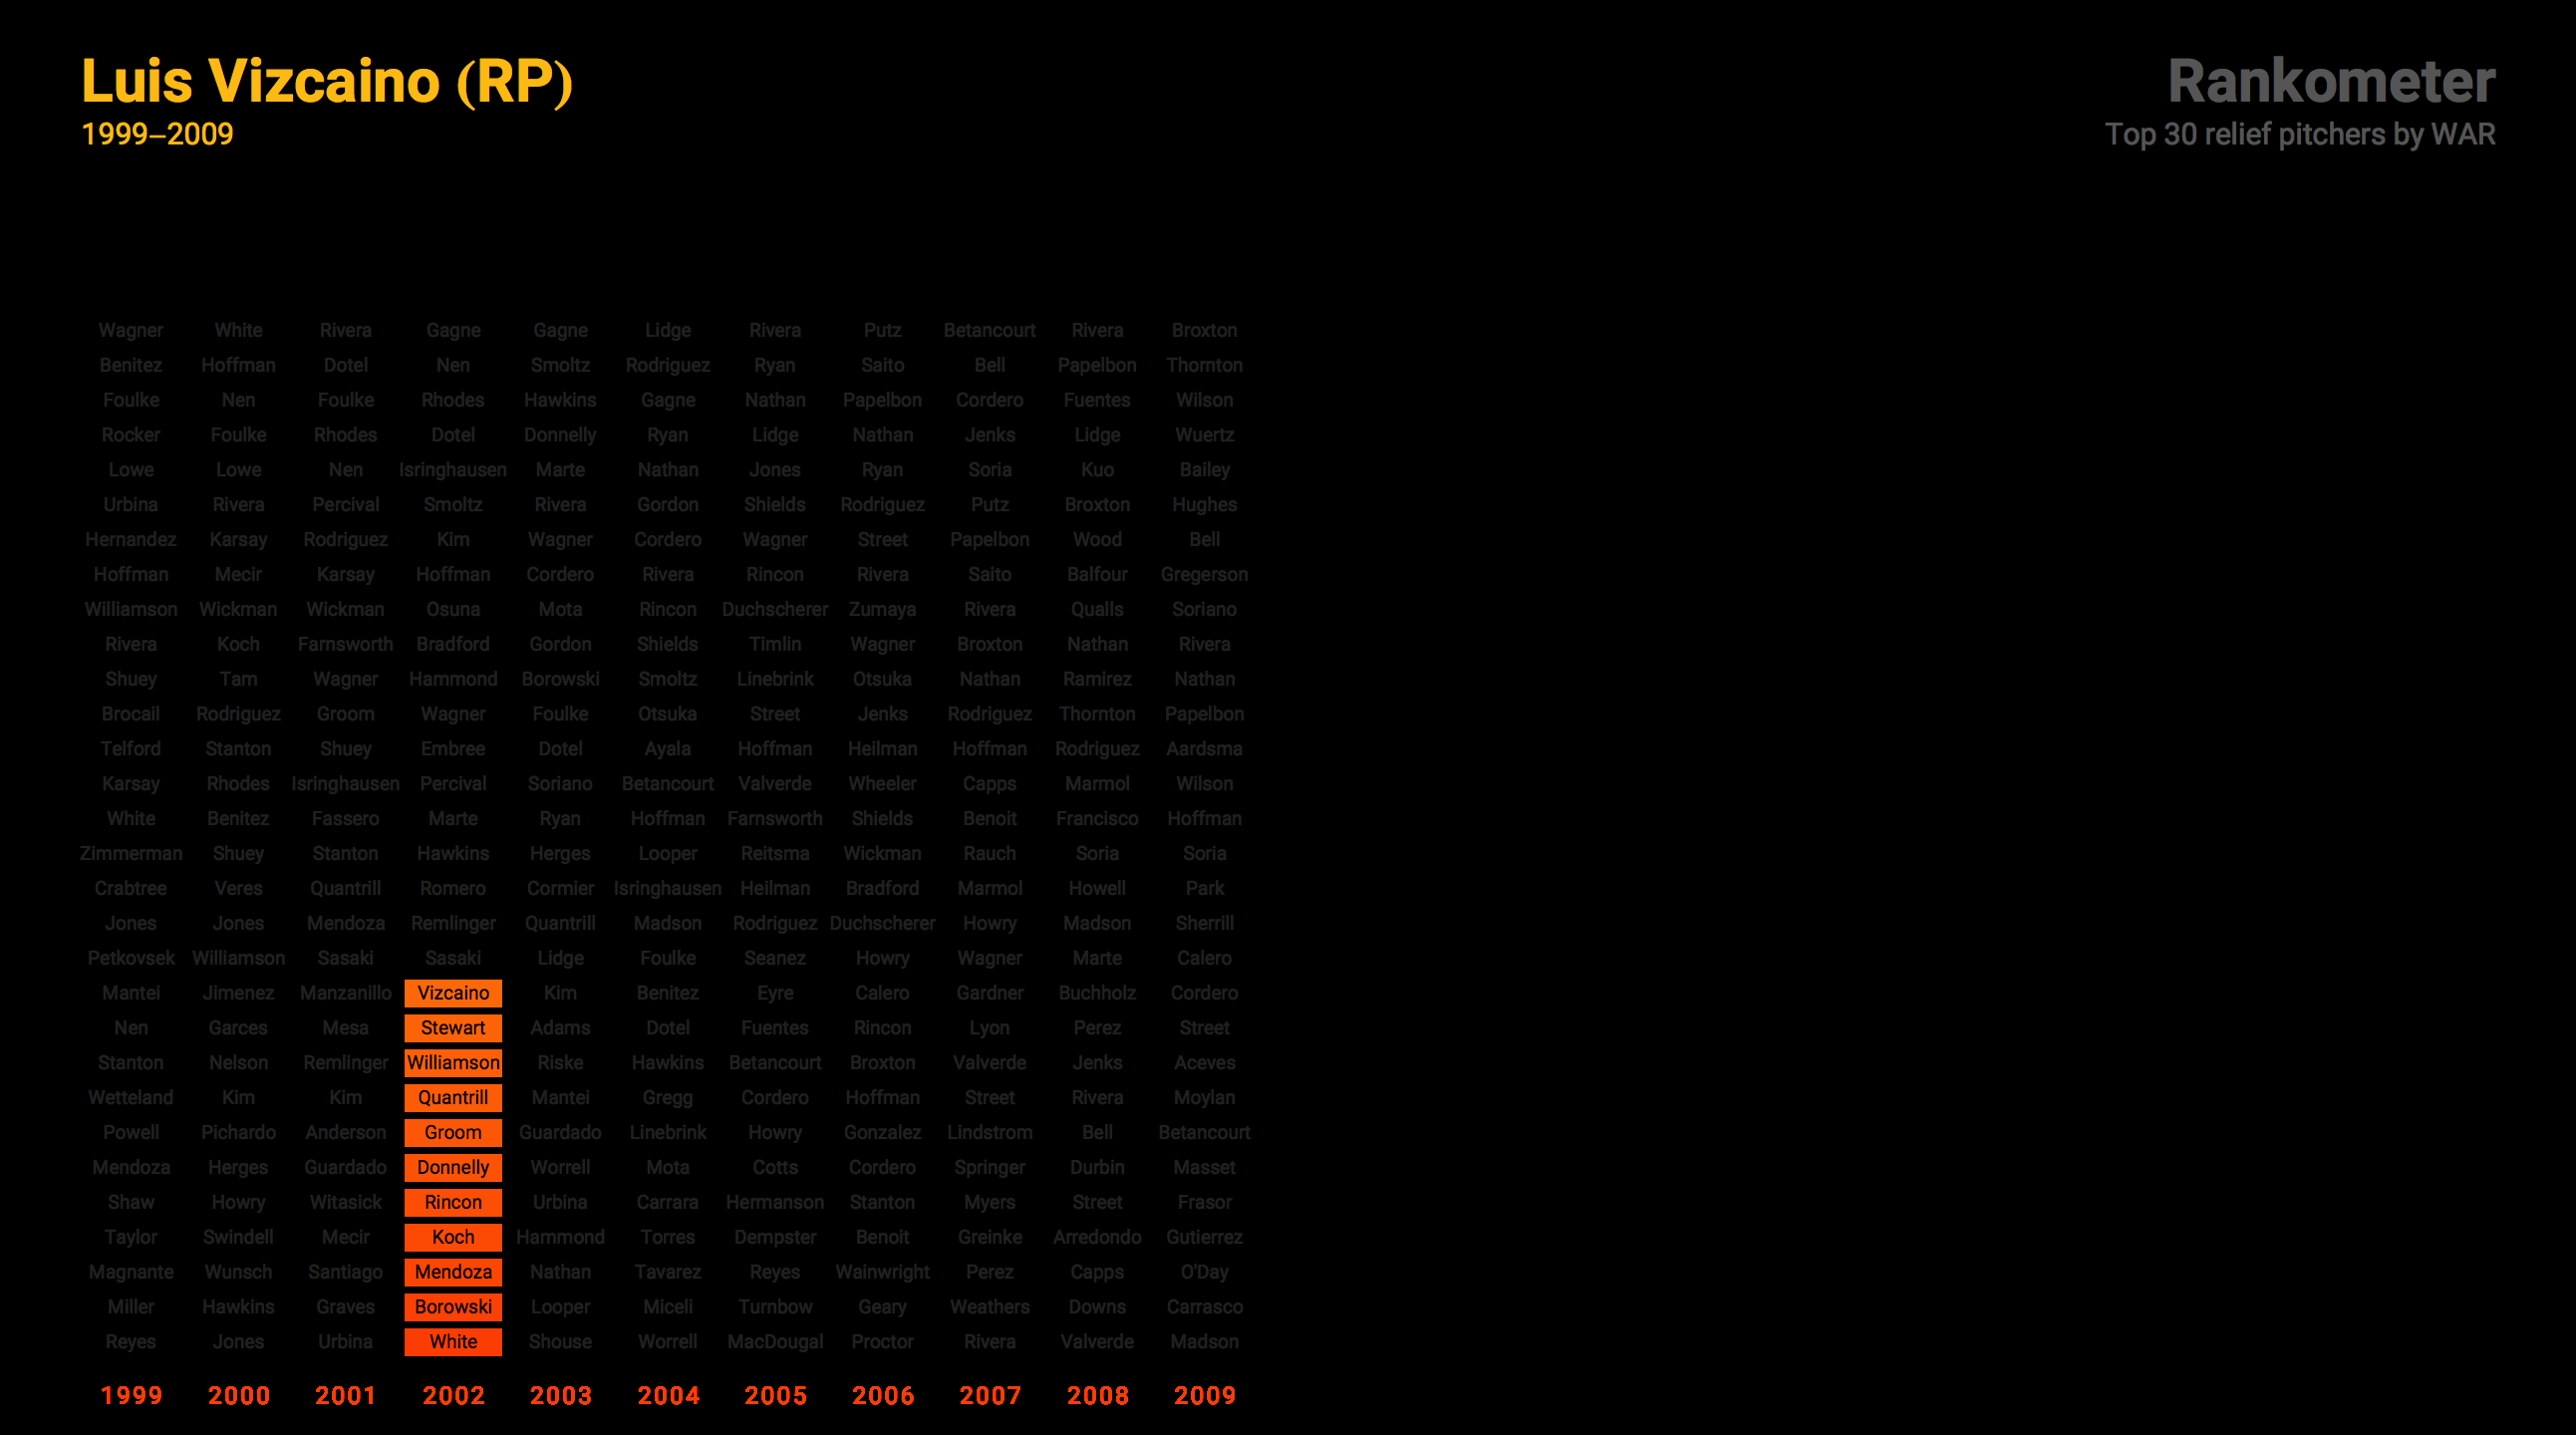 Luis Vizcaino (RP)
1999–2009
Rankometer
Top 30 relief pitchers by WAR
Wagner White Rivera Gagne Gagne Lidge Rivera Putz Betancourt Rivera Broxton
Benitez Hoffman Dotel Nen Smoltz Rodriguez Ryan Saito Bell Papelbon Thornton
Foulke Nen Foulke Rhodes Hawkins Gagne Nathan Papelbon Cordero Fuentes Wilson
Rocker Foulke Rhodes Dotel Donnelly Ryan Lidge Nathan Jenks Lidge Wuertz
Lowe Lowe Nen Isringhausen Marte Nathan Jones Ryan Soria Kuo Bailey
Urbina Rivera Percival Smoltz Rivera Gordon Shields Rodriguez Putz Broxton Hughes
Hernandez Karsay Rodriguez Kim Wagner Cordero Wagner Street Papelbon Wood Bell
Hoffman Mecir Karsay Hoffman Cordero Rivera Rincon Rivera Saito Balfour Gregerson
Williamson Wickman Wickman Osuna Mota Rincon Duchscherer Zumaya Rivera Qualls Soriano
Rivera Koch Farnsworth Bradford Gordon Shields Timlin Wagner Broxton Nathan Rivera
Shuey Tam Wagner Hammond Borowski Smoltz Linebrink Otsuka Nathan Ramirez Nathan
Brocail Rodriguez Groom Wagner Foulke Otsuka Street Jenks Rodriguez Thornton Papelbon
Telford Stanton Shuey Embree Dotel Ayala Hoffman Heilman Hoffman Rodriguez Aardsma
Karsay Rhodes Isringhausen Percival Soriano Betancourt Valverde Wheeler Capps Marmol Wilson
White Benitez Fassero Marte Ryan Hoffman Farnsworth Shields Benoit Francisco Hoffman
Zimmerman Shuey Stanton Hawkins Herges Looper Reitsma Wickman Rauch Soria Soria
Crabtree Veres Quantrill Romero Cormier Isringhausen Heilman Bradford Marmol Howell Park
Jones Jones Mendoza Remlinger Quantrill Madson Rodriguez Duchscherer Howry Madson Sherrill
Petkovsek Williamson Sasaki Sasaki Lidge Foulke Seanez Howry Wagner Marte Calero
Mantei Jimenez Manzanillo Vizcaino Kim Benitez Eyre Calero Gardner Buchholz Cordero
Nen Garces Mesa Stewart Adams Dotel Fuentes Rincon Lyon Perez Street
Stanton Nelson Remlinger Williamson Riske Hawkins Betancourt Broxton Valverde Jenks Aceves
Wetteland Kim Kim Quantrill Mantei Gregg Cordero Hoffman Street Rivera Moylan
Powell Pichardo Anderson Groom Guardado Linebrink Howry Gonzalez Lindstrom Bell Betancourt
Mendoza Herges Guardado Donnelly Worrell Mota Cotts Cordero Springer Durbin Masset
Shaw Howry Witasick Rincon Urbina Carrara Hermanson Stanton Myers Street Frasor
Taylor Swindell Mecir Koch Hammond Torres Dempster Benoit Greinke Arredondo Gutierrez
Magnante Wunsch Santiago Mendoza Nathan Tavarez Reyes Wainwright Perez Capps O'Day
Miller Hawkins Graves Borowski Looper Miceli Turnbow Geary Weathers Downs Carrasco
Reyes Jones Urbina White Shouse Worrell MacDougal Proctor Rivera Valverde Madson
1999 2000 2001 2002 2003 2004 2005 2006 2007 2008 2009